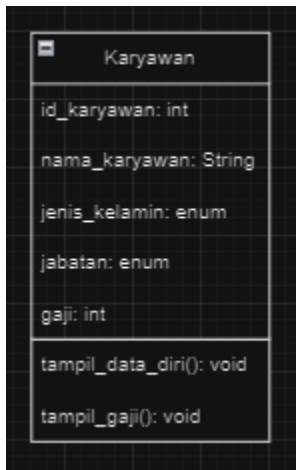 Karyawan
id_karyawan: int
nama_karyawan: String
jenis_kelamin: enum
jabatan: enum
gaji: int
tampil_data_diri(): void
tampil_gaji(): void